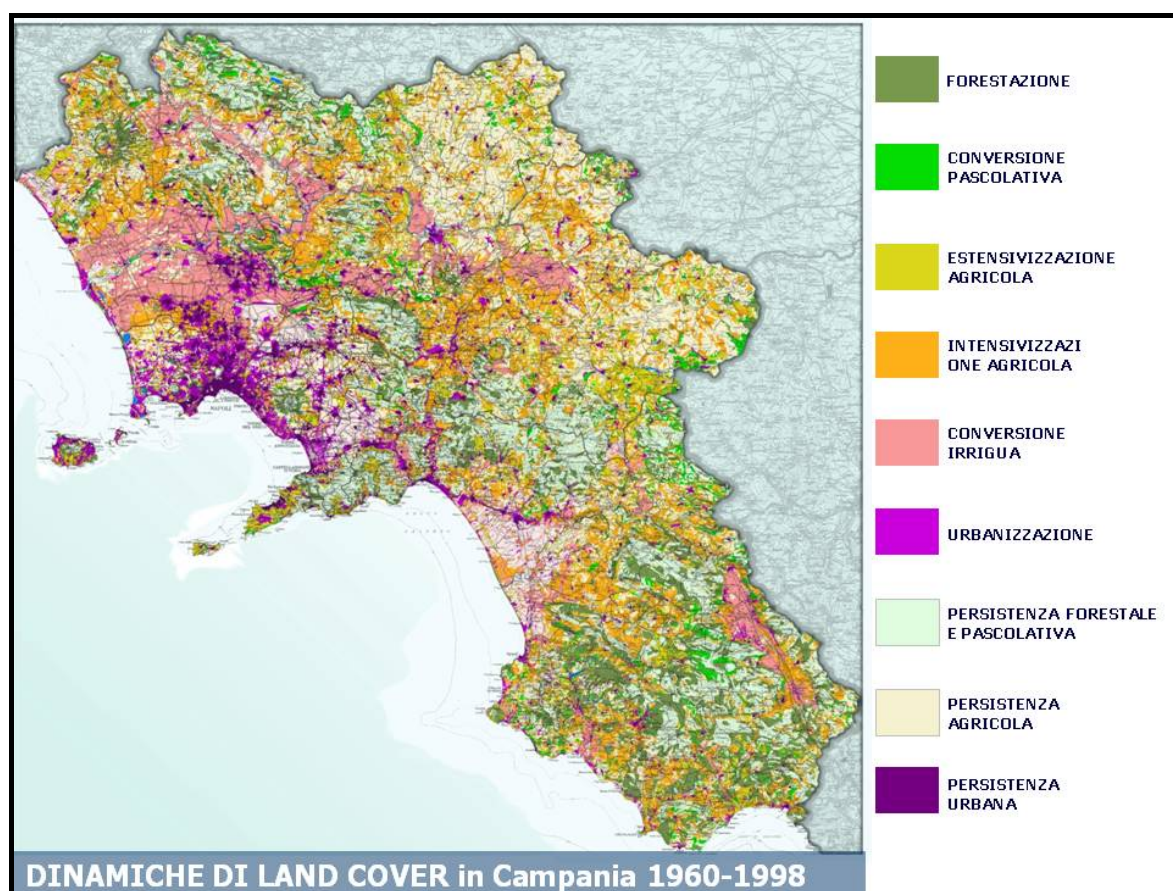 FORESTAZIONE
CONVERSIONE
PASCOLATIVA
ESTENSIVIZZAZIONE
AGRICOLA
INTENSIVIZZAZI
ONE AGRICOLA
CONVERSIONE
IRRIGUA
URBANIZZAZIONE
PERSISTENZA FORESTALE
E PASCOLATIVA
PERSISTENZA
AGRICOLA
PERSISTENZA
URBANA
DINAMICHE DI LAND COVER in Campania 1960-1998